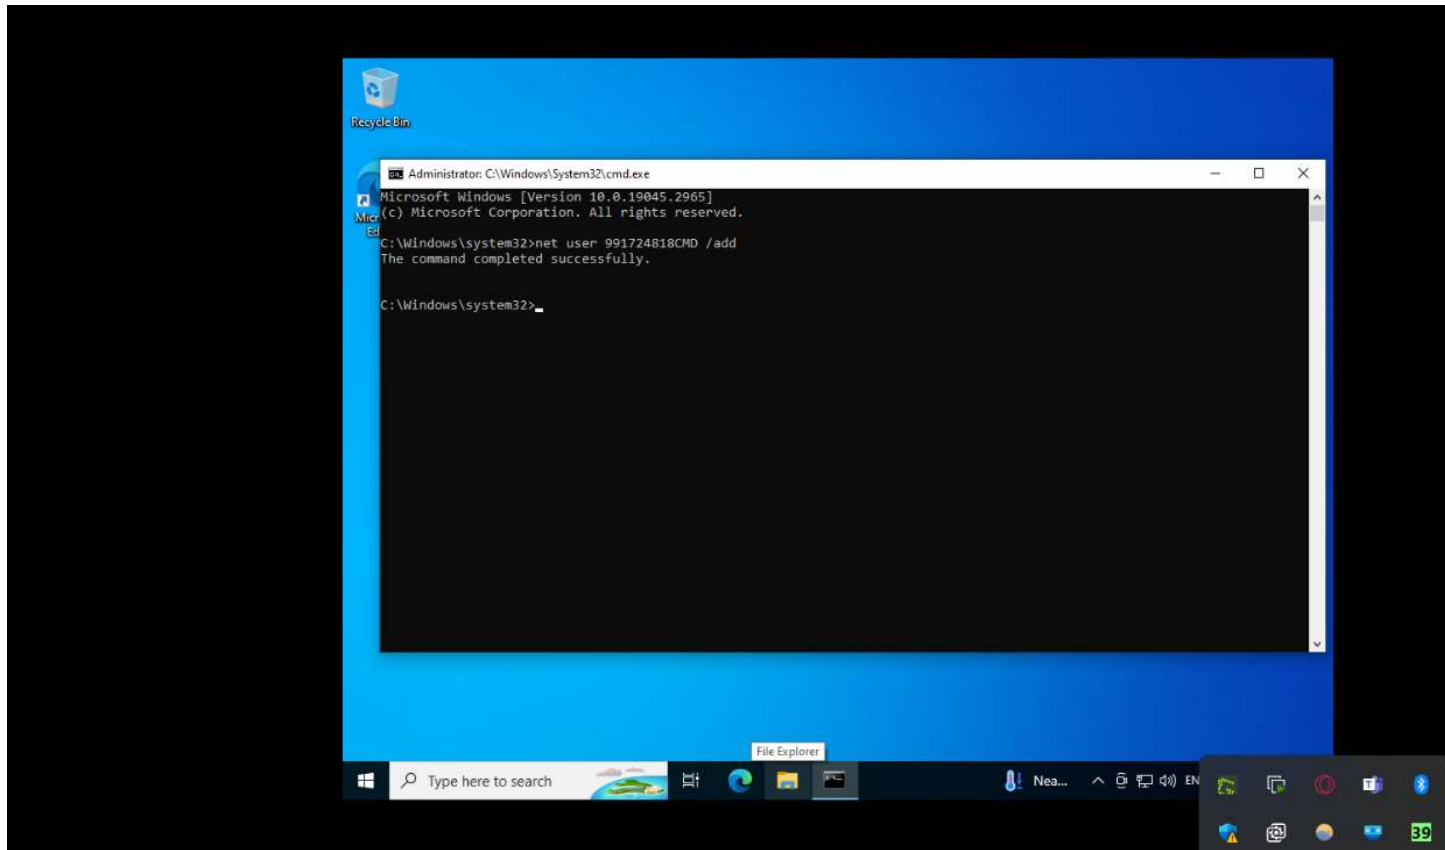 Recycle Bin
Administrator: C:\Windows\System32\cmd.exe
Microsoft Windows [Version 10.0.19045.2965]
(c) Microsoft Corporation. All rights reserved.
C:\Windows\system32>net user 991724818CMD /add
The command completed successfully.
C:\Windows\system32>
Micr
Ed
File Explorer
Type here to search
Nea...
EN
39